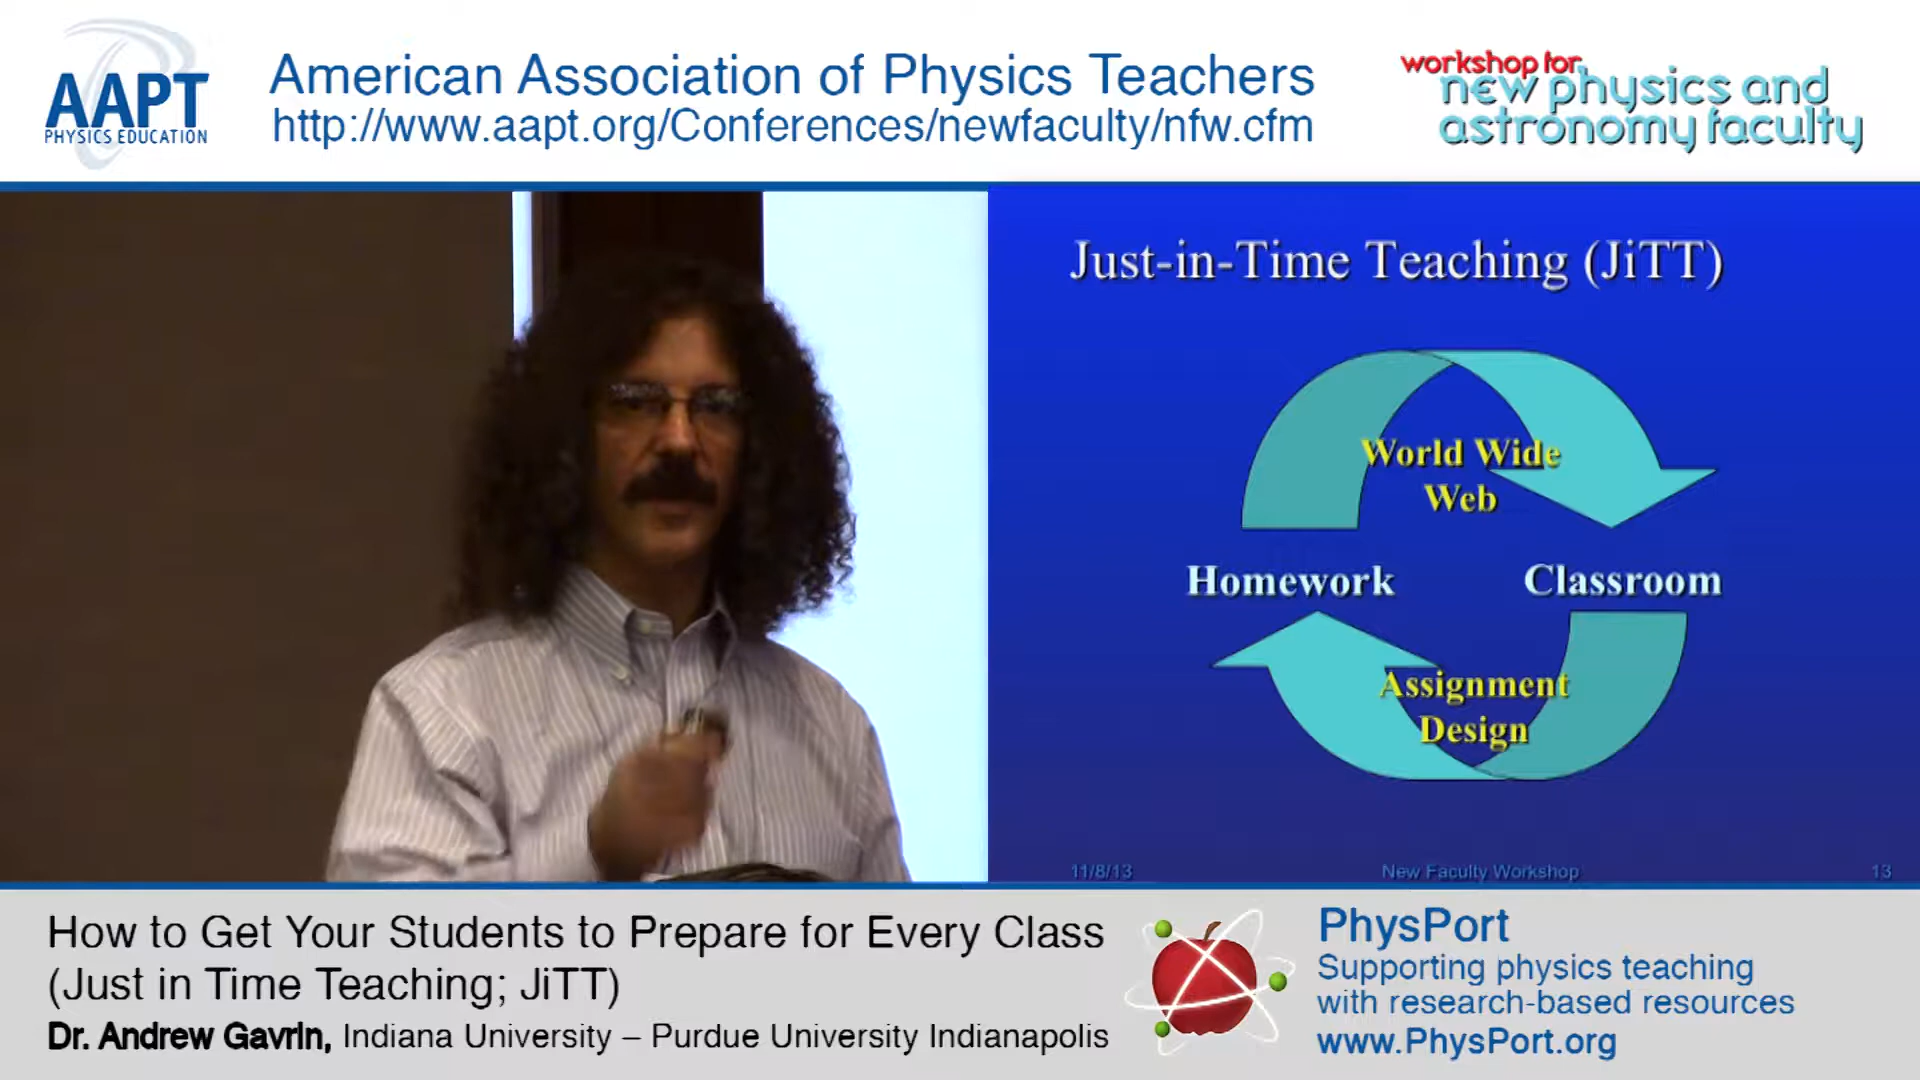 AAPT
PHYSICS EDUCATION
American Association of Physics Teachers
http://www.aapt.org/Conferences/newfaculty/nfw.cfm
workshop for
new physics and
astronomy faculty
Just-in-Time Teaching (JiTT)
World Wide
Web
Homework
Classroom
Assignment
Design
11/8/13
New Faculty Workshop
13
How to Get Your Students to Prepare for Every Class
(Just in Time Teaching; JiTT)
Dr. Andrew Gavrin, Indiana University – Purdue University Indianapolis
PhysPort
Supporting physics teaching
with research-based resources
www.PhysPort.org